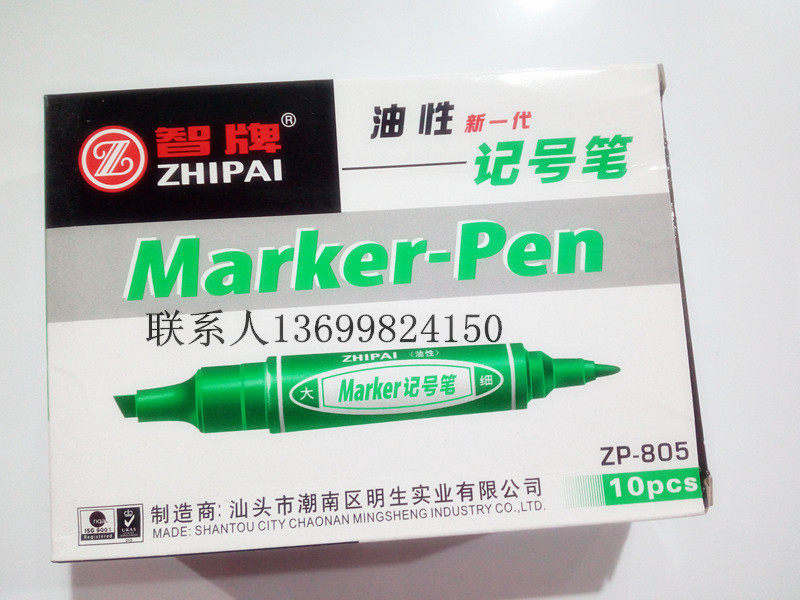 智牌®
ZHIPAI
油性 新一代
记号笔
Marker-Pen
联系人13699824150
ZHIPAI（油性）
大 Marker记号笔 细
ZP-805
10pcs
nqa
ISO 9001
Registered
UKAS
制造商:汕头市潮南区明生实业有限公司
MADE: SHANTOU CITY CHAONAN MINGSHENG INDUSTRY CO.,LTD.